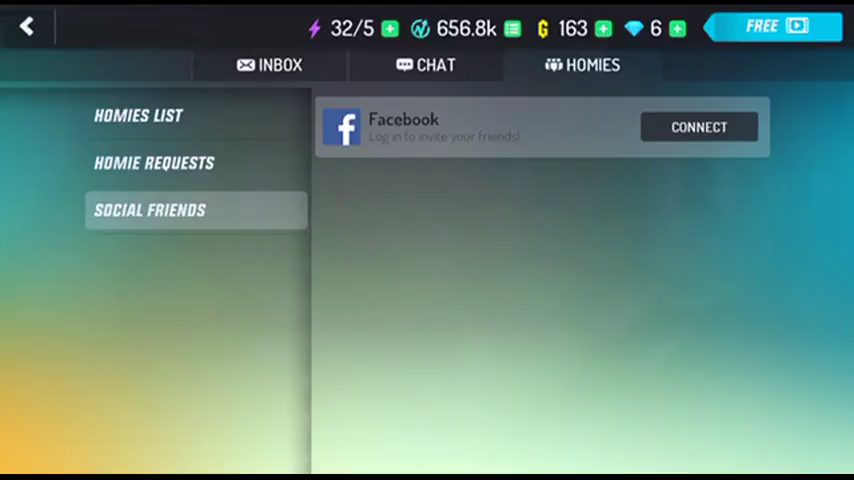 32/5 656.8k 163 6 FREE
INBOX CHAT HOMIES
HOMIES LIST
HOMIE REQUESTS
SOCIAL FRIENDS
Facebook
Log in to invite your friends!
CONNECT